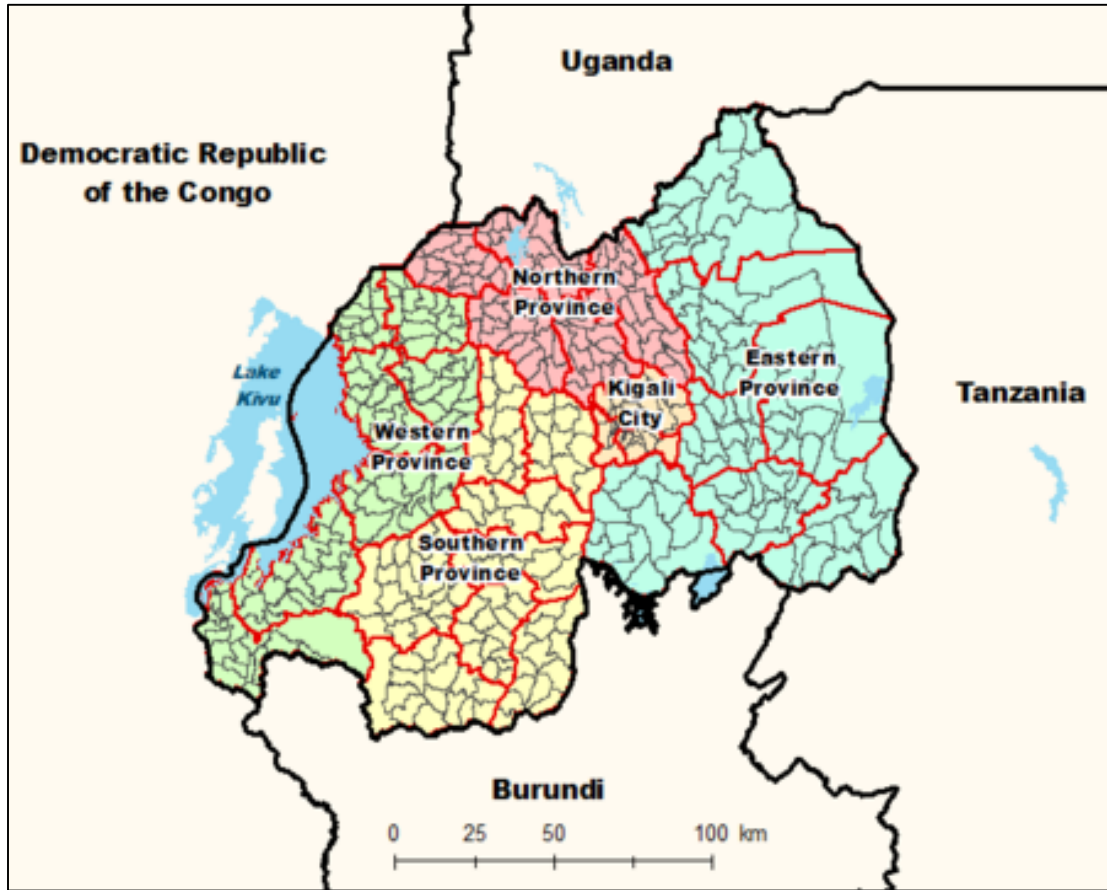 Uganda
Democratic Republic
of the Congo
Northern
Province
Lake
Kivu
Eastern
Province
Kigali
City
Tanzania
Western
Province
Southern
Province
Burundi
0 25 50 100 km